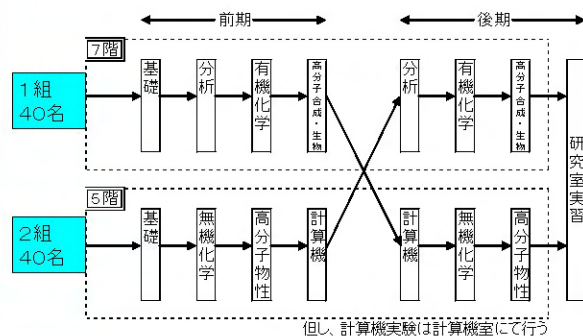 前期
後期
7階
1組
40名
基礎
分析
有機化学
高分子合成・生物
分析
有機化学
高分子合成・生物
研究室実習
5階
2組
40名
基礎
無機化学
高分子物性
計算機
計算機
無機化学
高分子物性
但し、計算機実験は計算機室にて行う